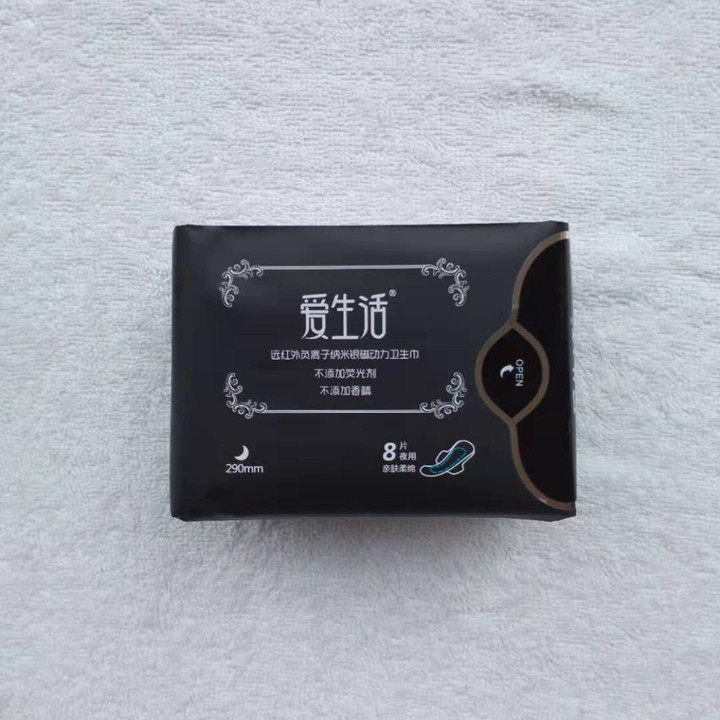 爱生活®
远红外负离子纳米银磁动力卫生巾
不添加荧光剂
不添加香精
OPEN
290mm
8片
夜用
亲肤柔绵